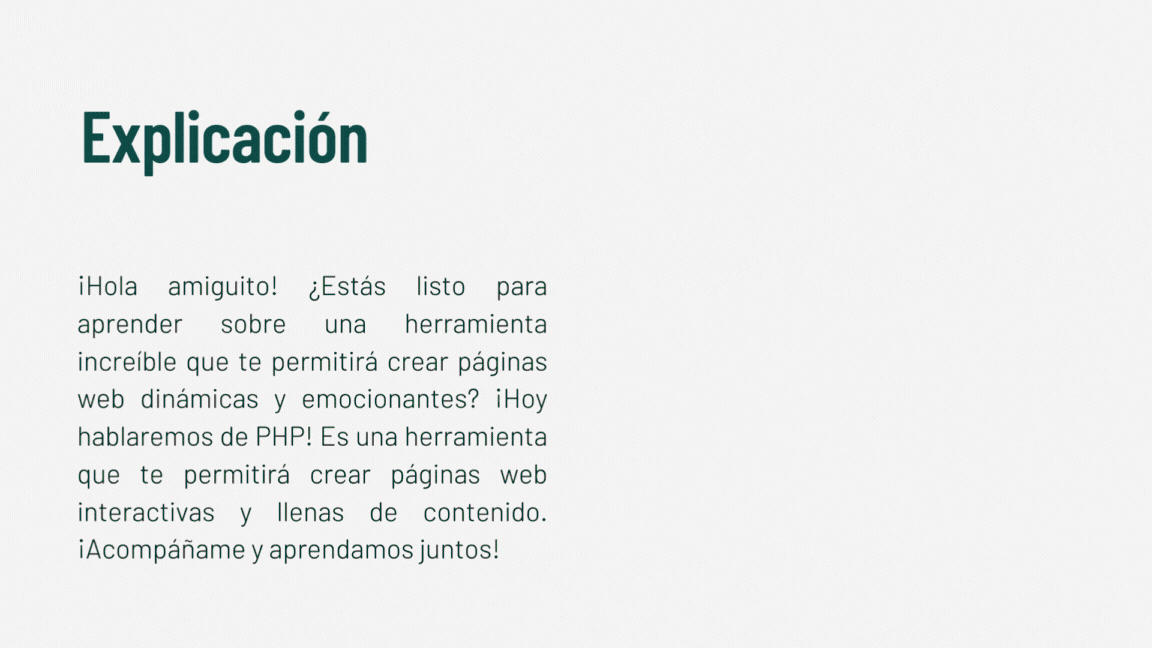 Explicación
¡Hola amiguito! ¿Estás listo para
aprender sobre una herramienta
increíble que te permitirá crear páginas
web dinámicas y emocionantes? ¡Hoy
hablaremos de PHP! Es una herramienta
que te permitirá crear páginas web
interactivas y llenas de contenido.
¡Acompáñame y aprendamos juntos!